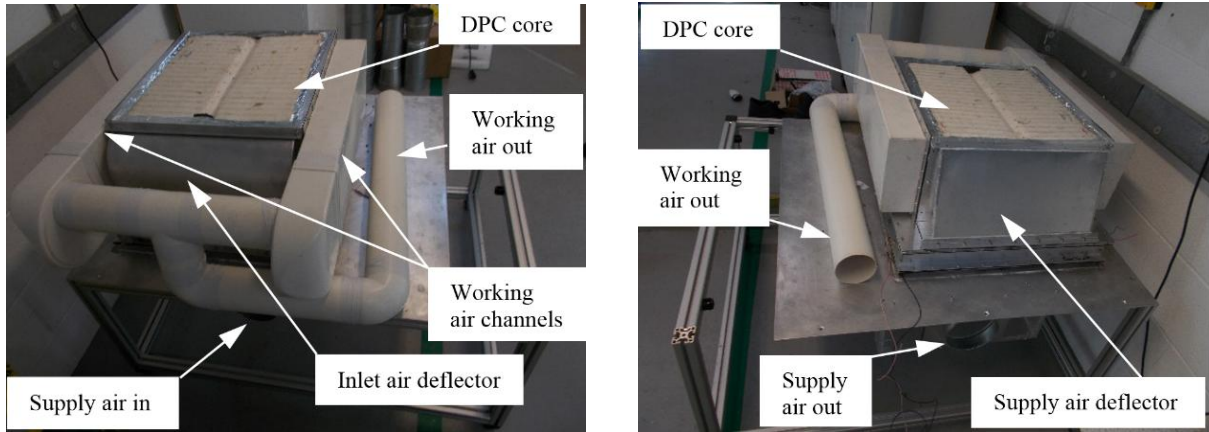 DPC core
Working
air out
Working
air channels
Inlet air deflector
Supply air in
DPC core
Working
air out
Supply
air out
Supply air deflector